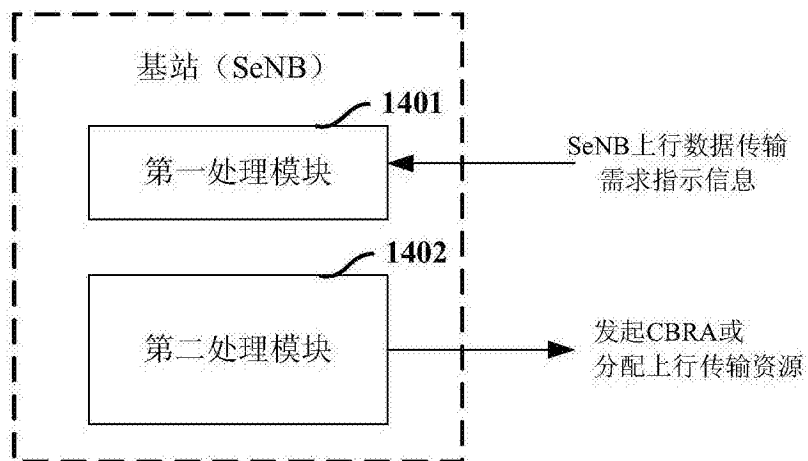 基站（SeNB）
1401
第一处理模块
SeNB上行数据传输
需求指示信息
1402
第二处理模块
发起CBRA或
分配上行传输资源